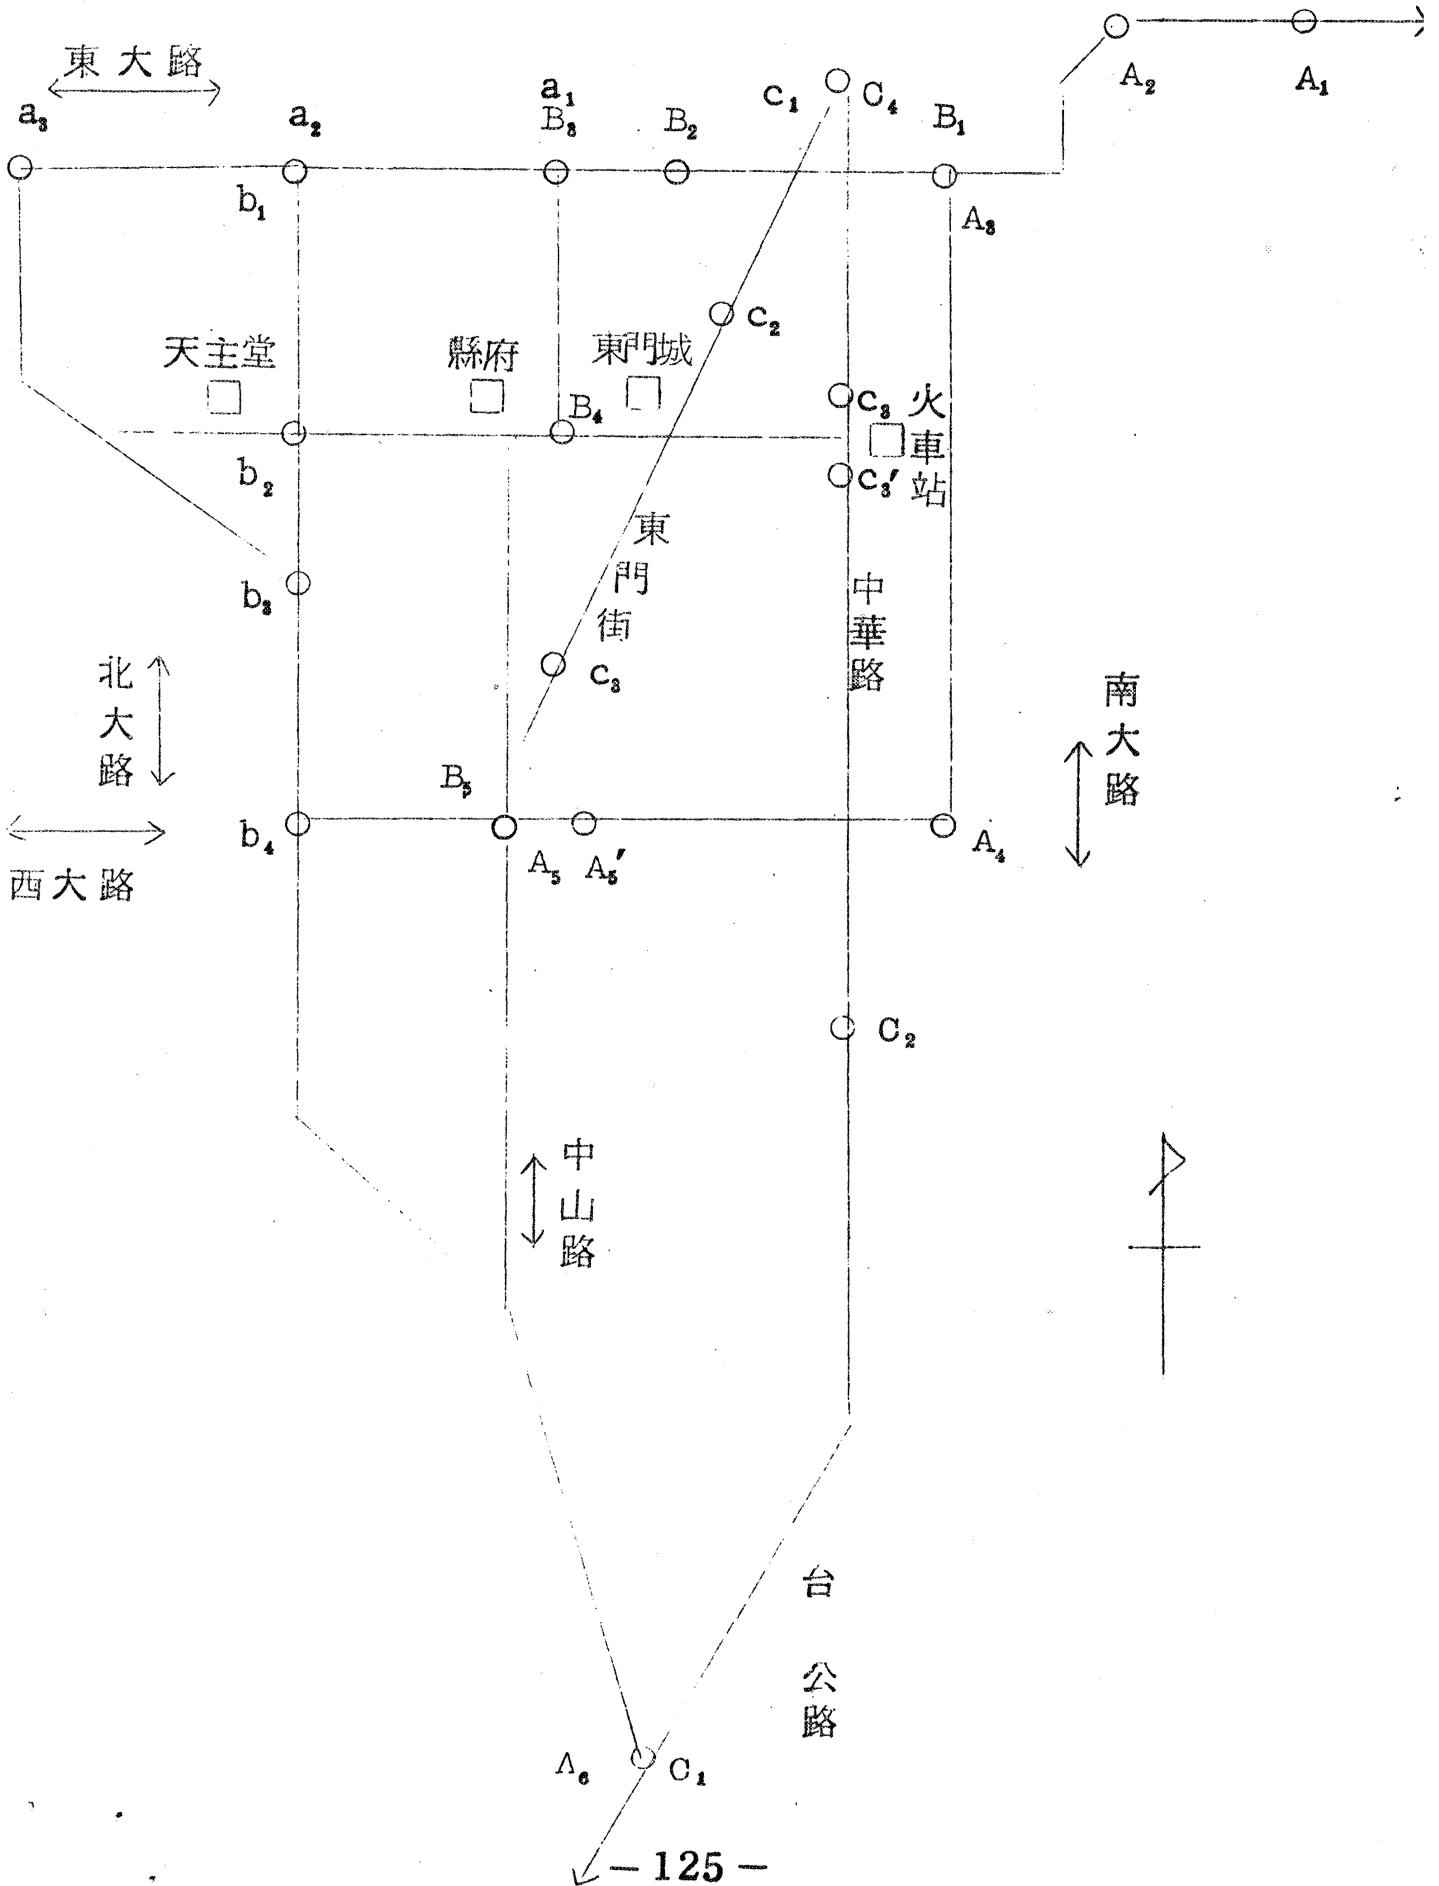 A₂
A₁
東大路
a₁
c₁
C₄
a₃
a₂
B₃
B₂
B₁
b₁
A₃
c₂
天主堂
縣府
東門城
B₄
c₃
火車站
b₂
c₃′
東門街
b₃
中華路
c₃
北大路
南大路
B₅
b₄
A₅
A₅′
A₄
西大路
C₂
中山路
台公路
A₆
C₁
-125-